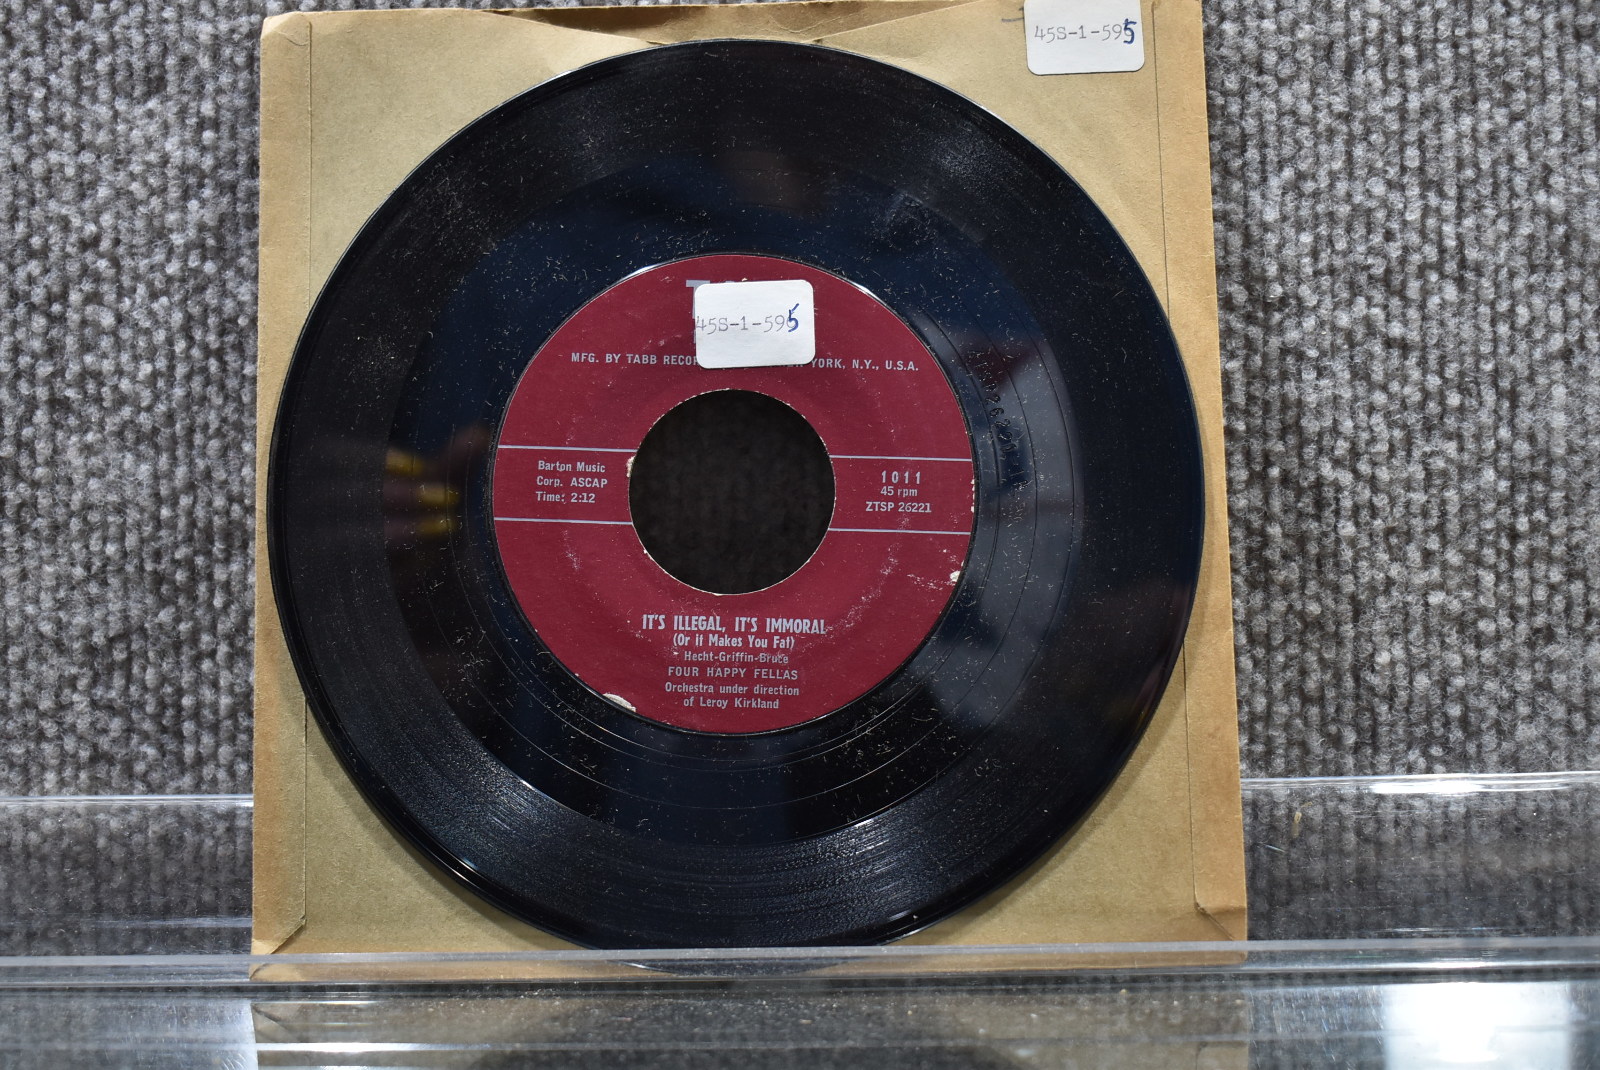 45S-1-595
45S-1-595
MFG. BY TABB YORK, N.Y., U.S.A.
Barton Music
Corp. ASCAP
Time: 2:12
1011
45 rpm
ZTSP 26221
IT'S ILLEGAL, IT'S IMMORAL
(Or it Makes You Fat)
Hecht-Griffin-Bruce
FOUR HAPPY FELLAS
Orchestra under direction
of Leroy Kirkland